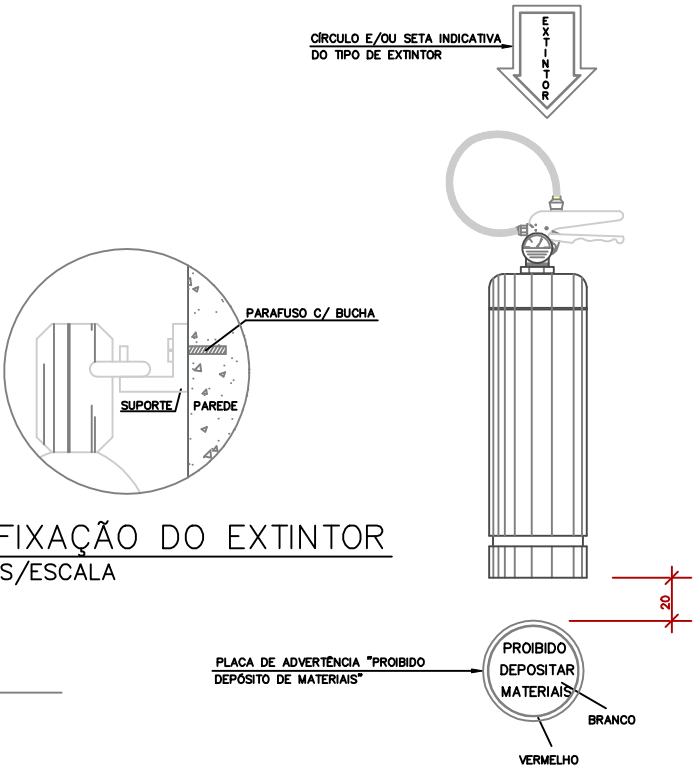 CÍRCULO E/OU SETA INDICATIVA
DO TIPO DE EXTINTOR
EXTINTOR
PARAFUSO C/ BUCHA
SUPORTE
PAREDE
FIXAÇÃO DO EXTINTOR
S/ESCALA
20
PLACA DE ADVERTÊNCIA "PROIBIDO
DEPÓSITO DE MATERIAIS"
PROIBIDO
DEPOSITAR
MATERIAIS
BRANCO
VERMELHO